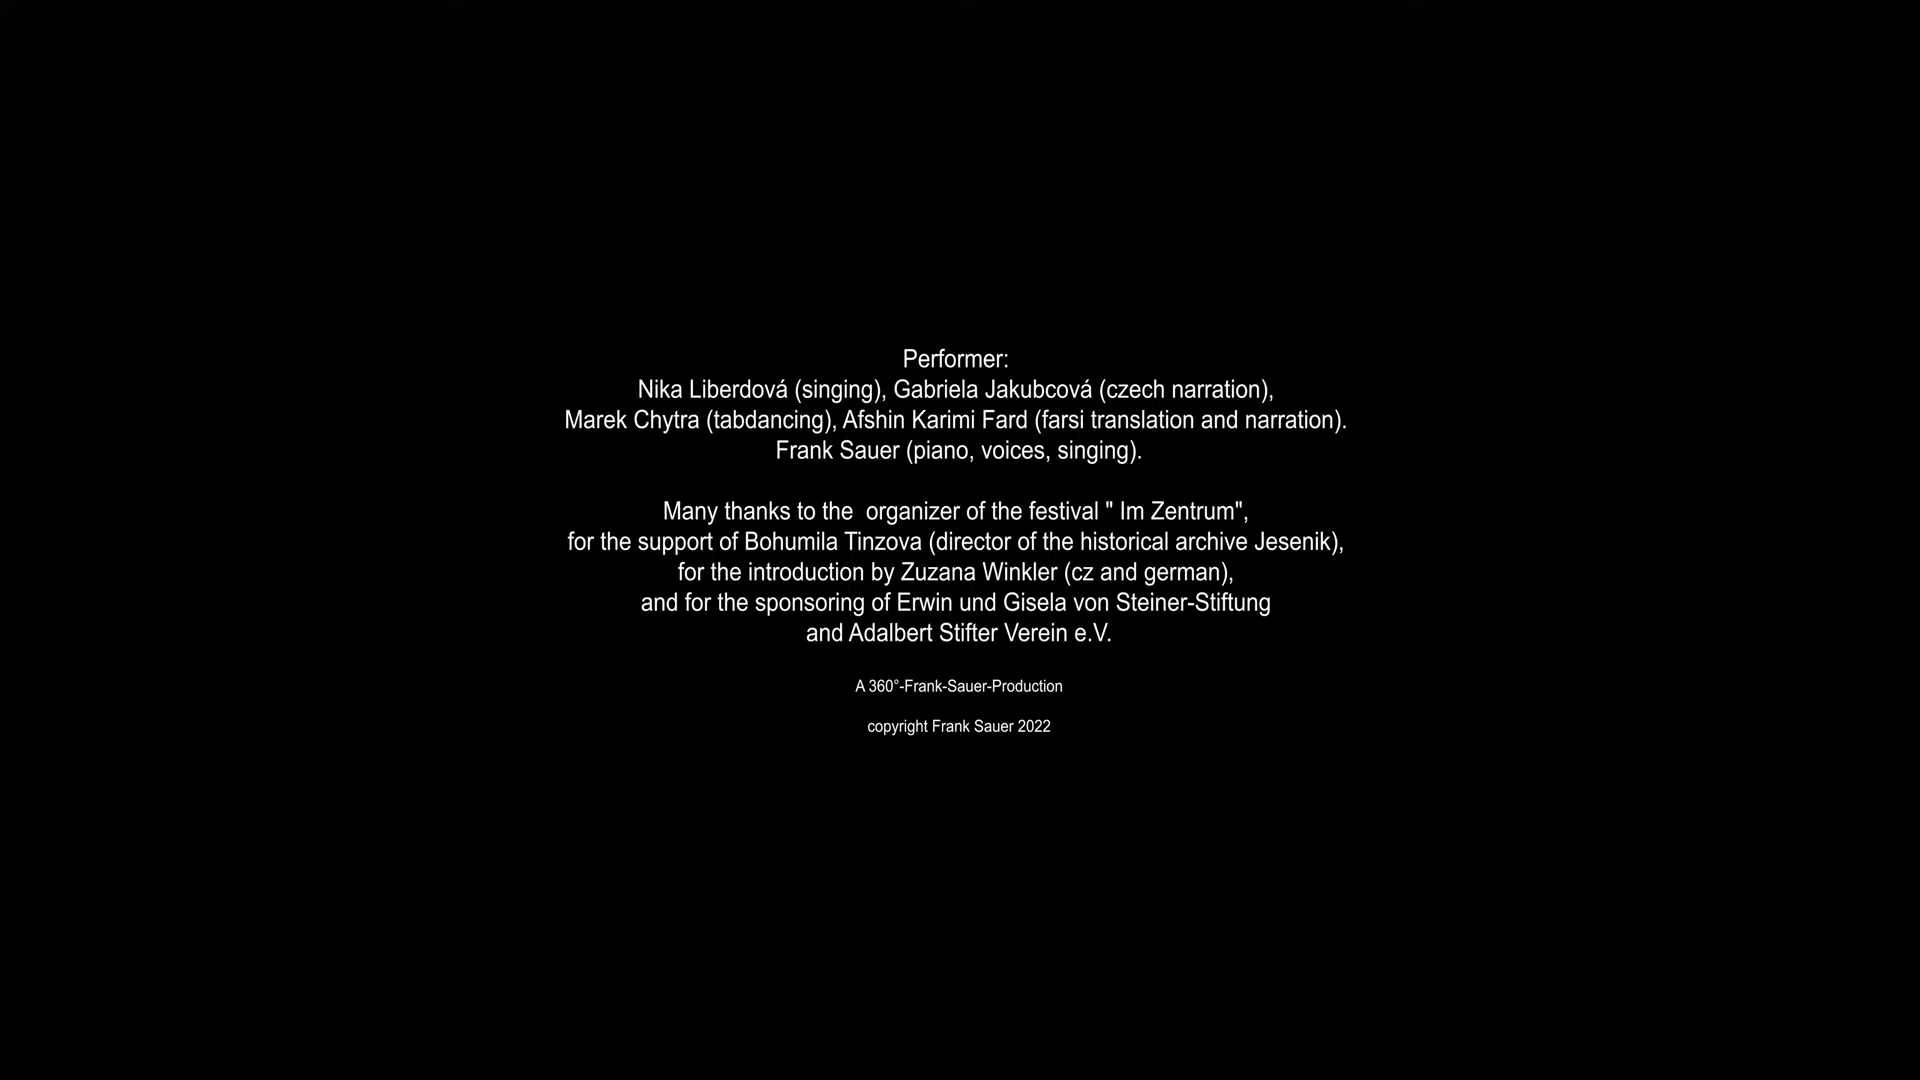 Performer:
Nika Liberdová (singing), Gabriela Jakubcová (czech narration),
Marek Chytra (tabdancing), Afshin Karimi Fard (farsi translation and narration).
Frank Sauer (piano, voices, singing).
Many thanks to the  organizer of the festival " Im Zentrum",
for the support of Bohumila Tinzova (director of the historical archive Jesenik),
for the introduction by Zuzana Winkler (cz and german),
and for the sponsoring of Erwin und Gisela von Steiner-Stiftung
and Adalbert Stifter Verein e.V.
A 360°-Frank-Sauer-Production
copyright Frank Sauer 2022